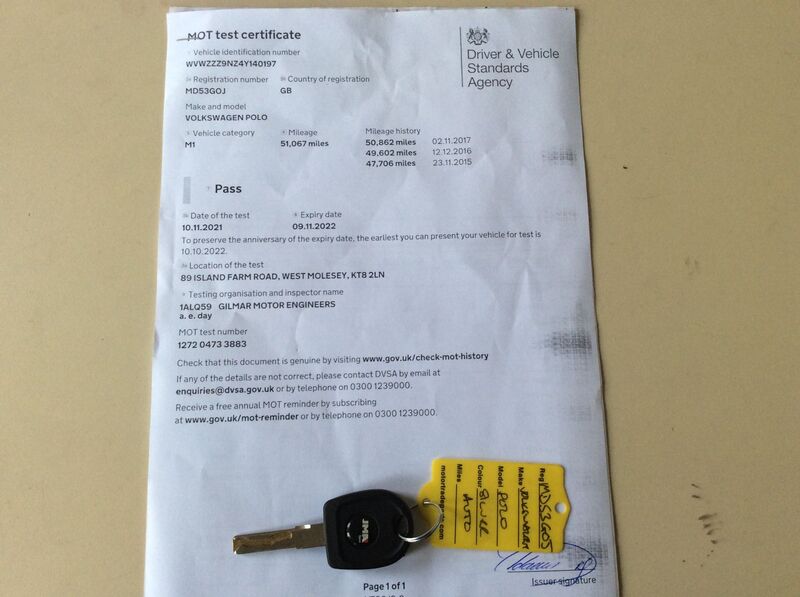 MOT test certificate
Vehicle identification number
WVWZZZ9NZ4Y140197
Registration number Country of registration
MD53GOJ GB
Make and model
VOLKSWAGEN POLO
Vehicle category Mileage Mileage history
M1 51,067 miles 50,862 miles 02.11.2017
49,602 miles 12.12.2016
47,706 miles 23.11.2015
Driver & Vehicle
Standards
Agency
Pass
Date of the test Expiry date
10.11.2021 09.11.2022
To preserve the anniversary of the expiry date, the earliest you can present your vehicle for test is
10.10.2022.
Location of the test
89 ISLAND FARM ROAD, WEST MOLESEY, KT8 2LN
Testing organisation and inspector name
1ALQ59 GILMAR MOTOR ENGINEERS
a. e. day
MOT test number
1272 0473 3883
Check that this document is genuine by visiting www.gov.uk/check-mot-history
If any of the details are not correct, please contact DVSA by email at
enquiries@dvsa.gov.uk or by telephone on 0300 1239000.
Receive a free annual MOT reminder by subscribing
at www.gov.uk/mot-reminder or by telephone on 0300 1239000.
JMA
Reg MD53GOJ
Make VOLKSWAGEN
Model POLO
Colour SILVER
Miles AUTO
Issuer signature
Page 1 of 1